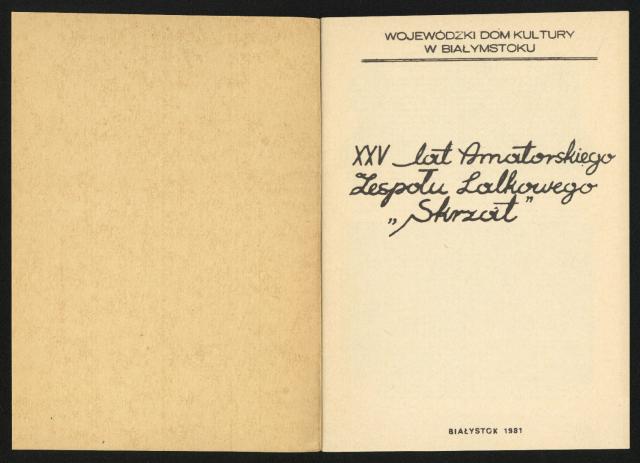 WOJEWÓDZKI DOM KULTURY
W BIAŁYMSTOKU
XXV lat Amatorskiego
Zespołu Lalkowego
„Skrzat”
BIAŁYSTOK 1981